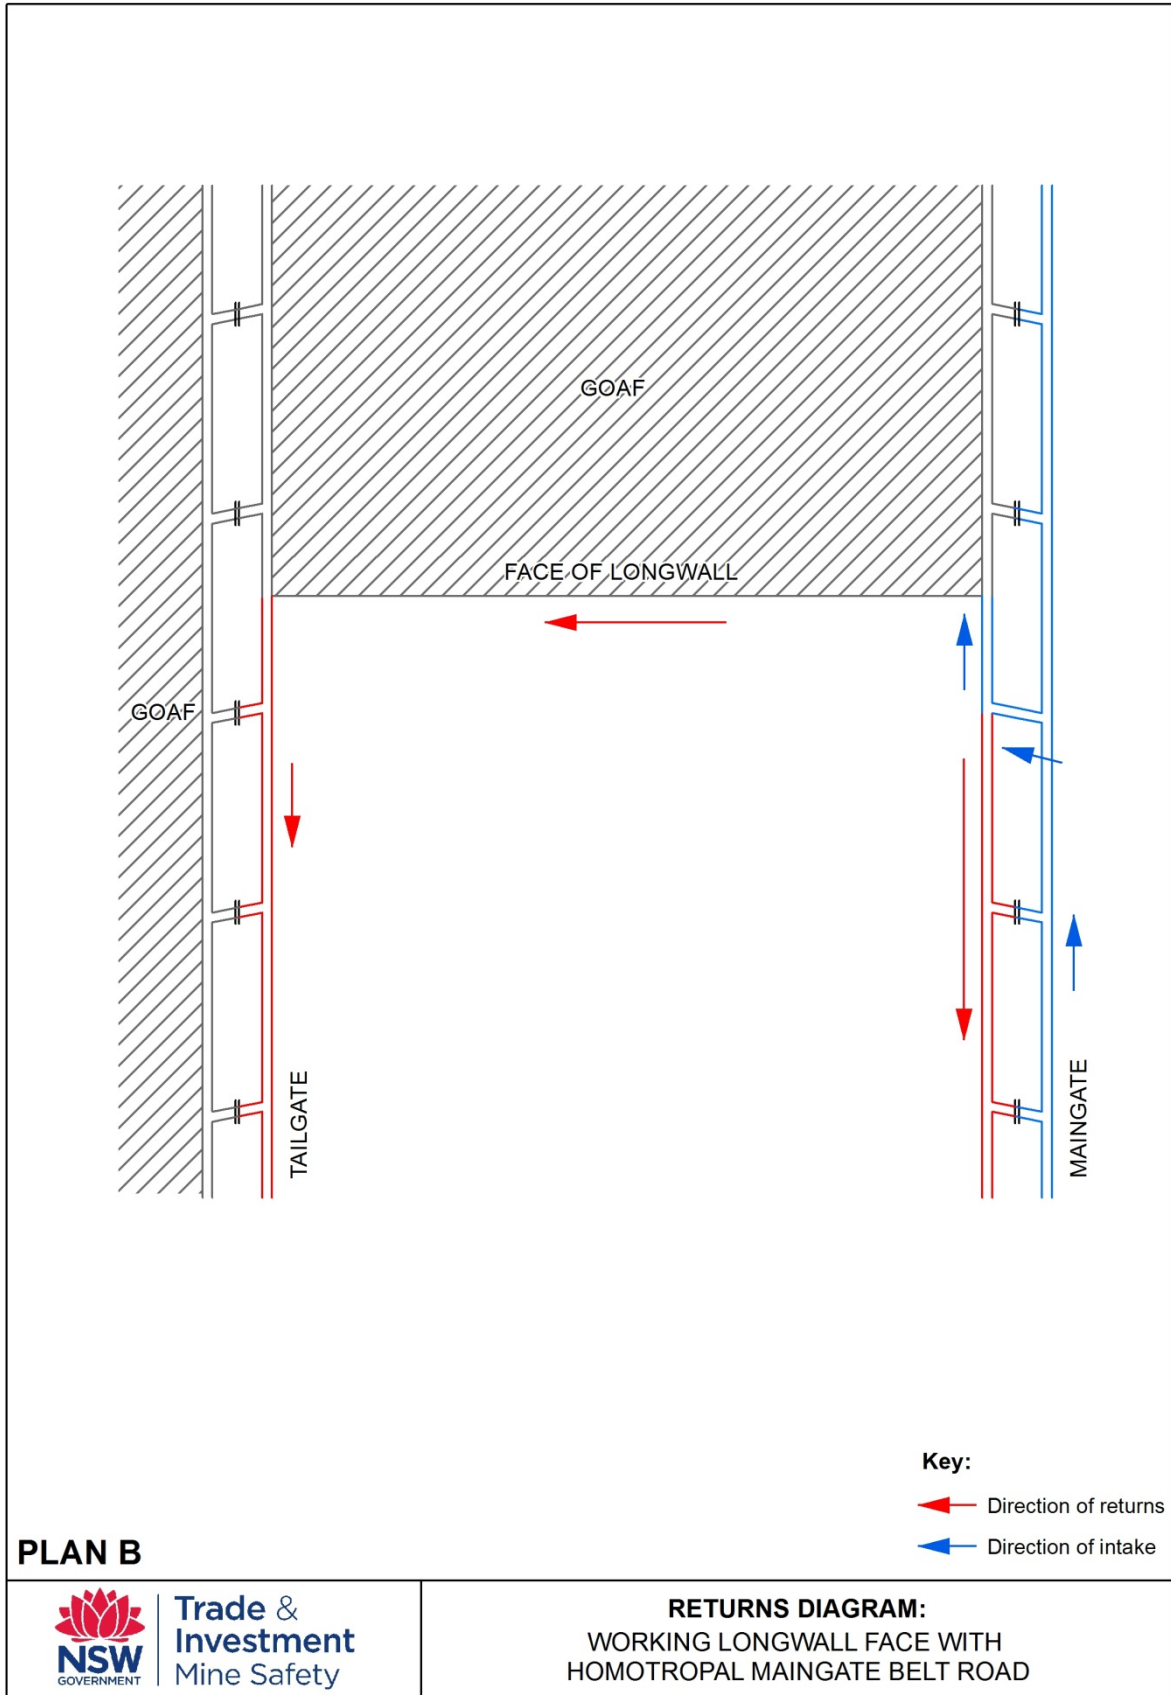 GOAF
FACE OF LONGWALL
GOAF
TAILGATE
MAINGATE
Key:
Direction of returns
Direction of intake
PLAN B
NSW
GOVERNMENT
Trade &
Investment
Mine Safety
RETURNS DIAGRAM:
WORKING LONGWALL FACE WITH
HOMOTROPAL MAINGATE BELT ROAD